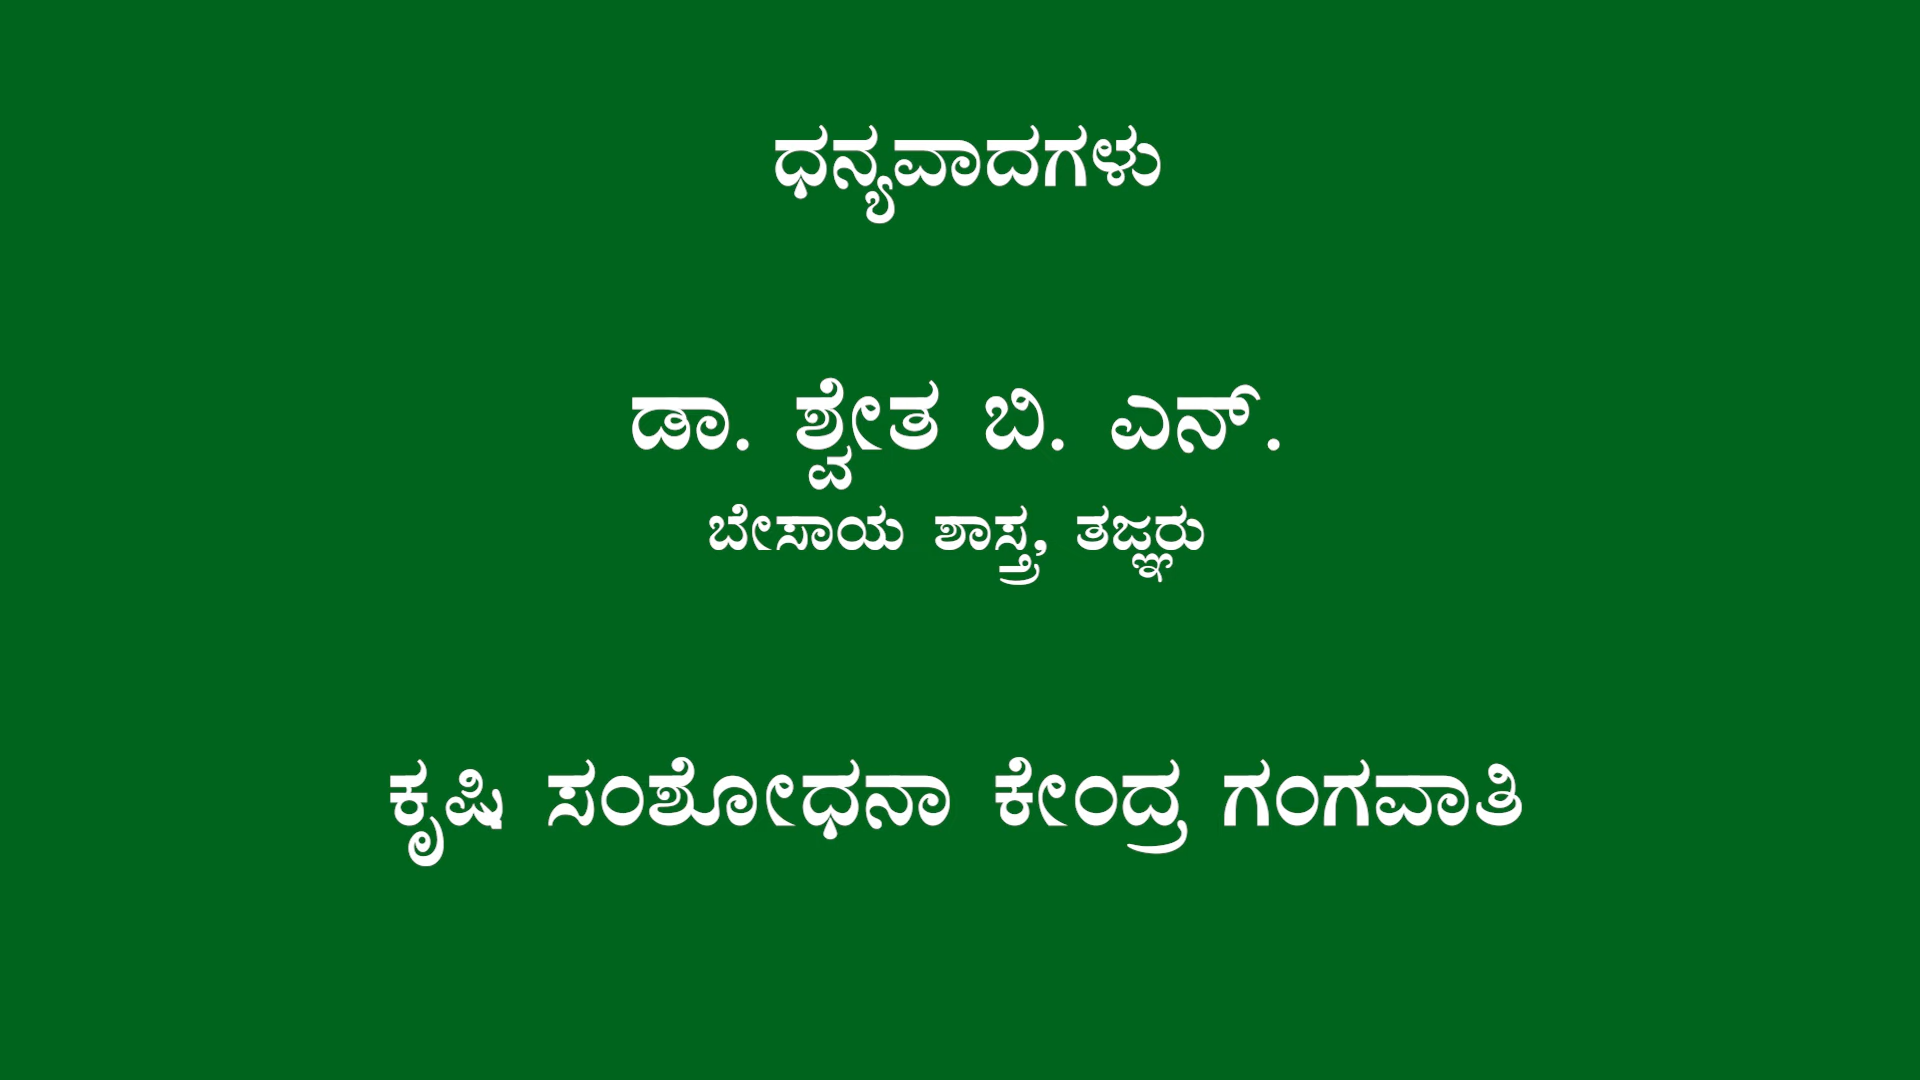 ಧನ್ಯವಾದಗಳು
ಡಾ. ಶ್ವೇತ ಬಿ. ಎನ್.
ಬೇಸಾಯ ಶಾಸ್ತ್ರ, ತಜ್ಞರು
ಕೃಷಿ ಸಂಶೋಧನಾ ಕೇಂದ್ರ ಗಂಗವಾತಿ